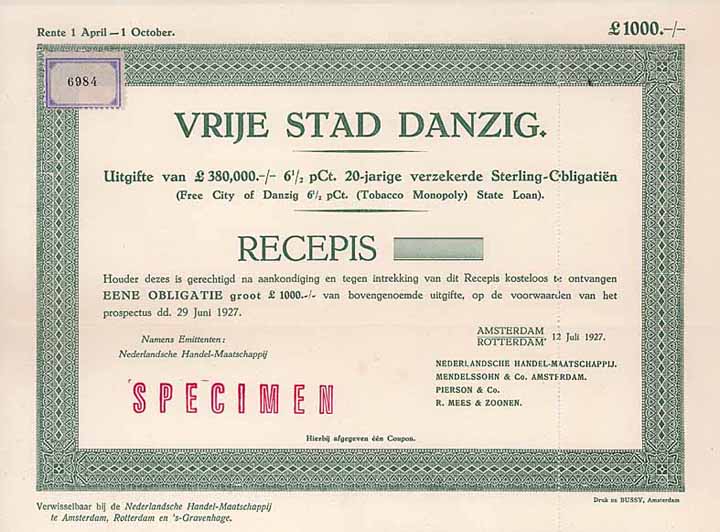 Rente 1 April—1 October.
£ 1000.-/-
6984
VRIJE STAD DANZIG.
Uitgifte van £ 380,000.-/- 6 1/2 pCt. 20-jarige verzekerde Sterling-Obligatiën
(Free City of Danzig 6 1/2 pCt. (Tobacco Monopoly) State Loan).
RECEPIS
Houder dezes is gerechtigd na aankondiging en tegen intrekking van dit Recepis kosteloos te ontvangen
EENE OBLIGATIE groot £ 1000.-/- van bovengenoemde uitgifte, op de voorwaarden van het
prospectus dd. 29 Juni 1927.
Namens Emittenten:
Nederlandsche Handel-Maatschappij
AMSTERDAM
ROTTERDAM, 12 Juli 1927.
NEDERLANDSCHE HANDEL-MAATSCHAPPIJ.
MENDELSSOHN & Co. AMSTERDAM.
PIERSON & Co.
R. MEES & ZOONEN.
SPECIMEN
Hierbij afgegeven één Coupon.
Druk DE BUSSY, Amsterdam
Verwisselbaar bij de Nederlandsche Handel-Maatschappij
te Amsterdam, Rotterdam en 's-Gravenhage.